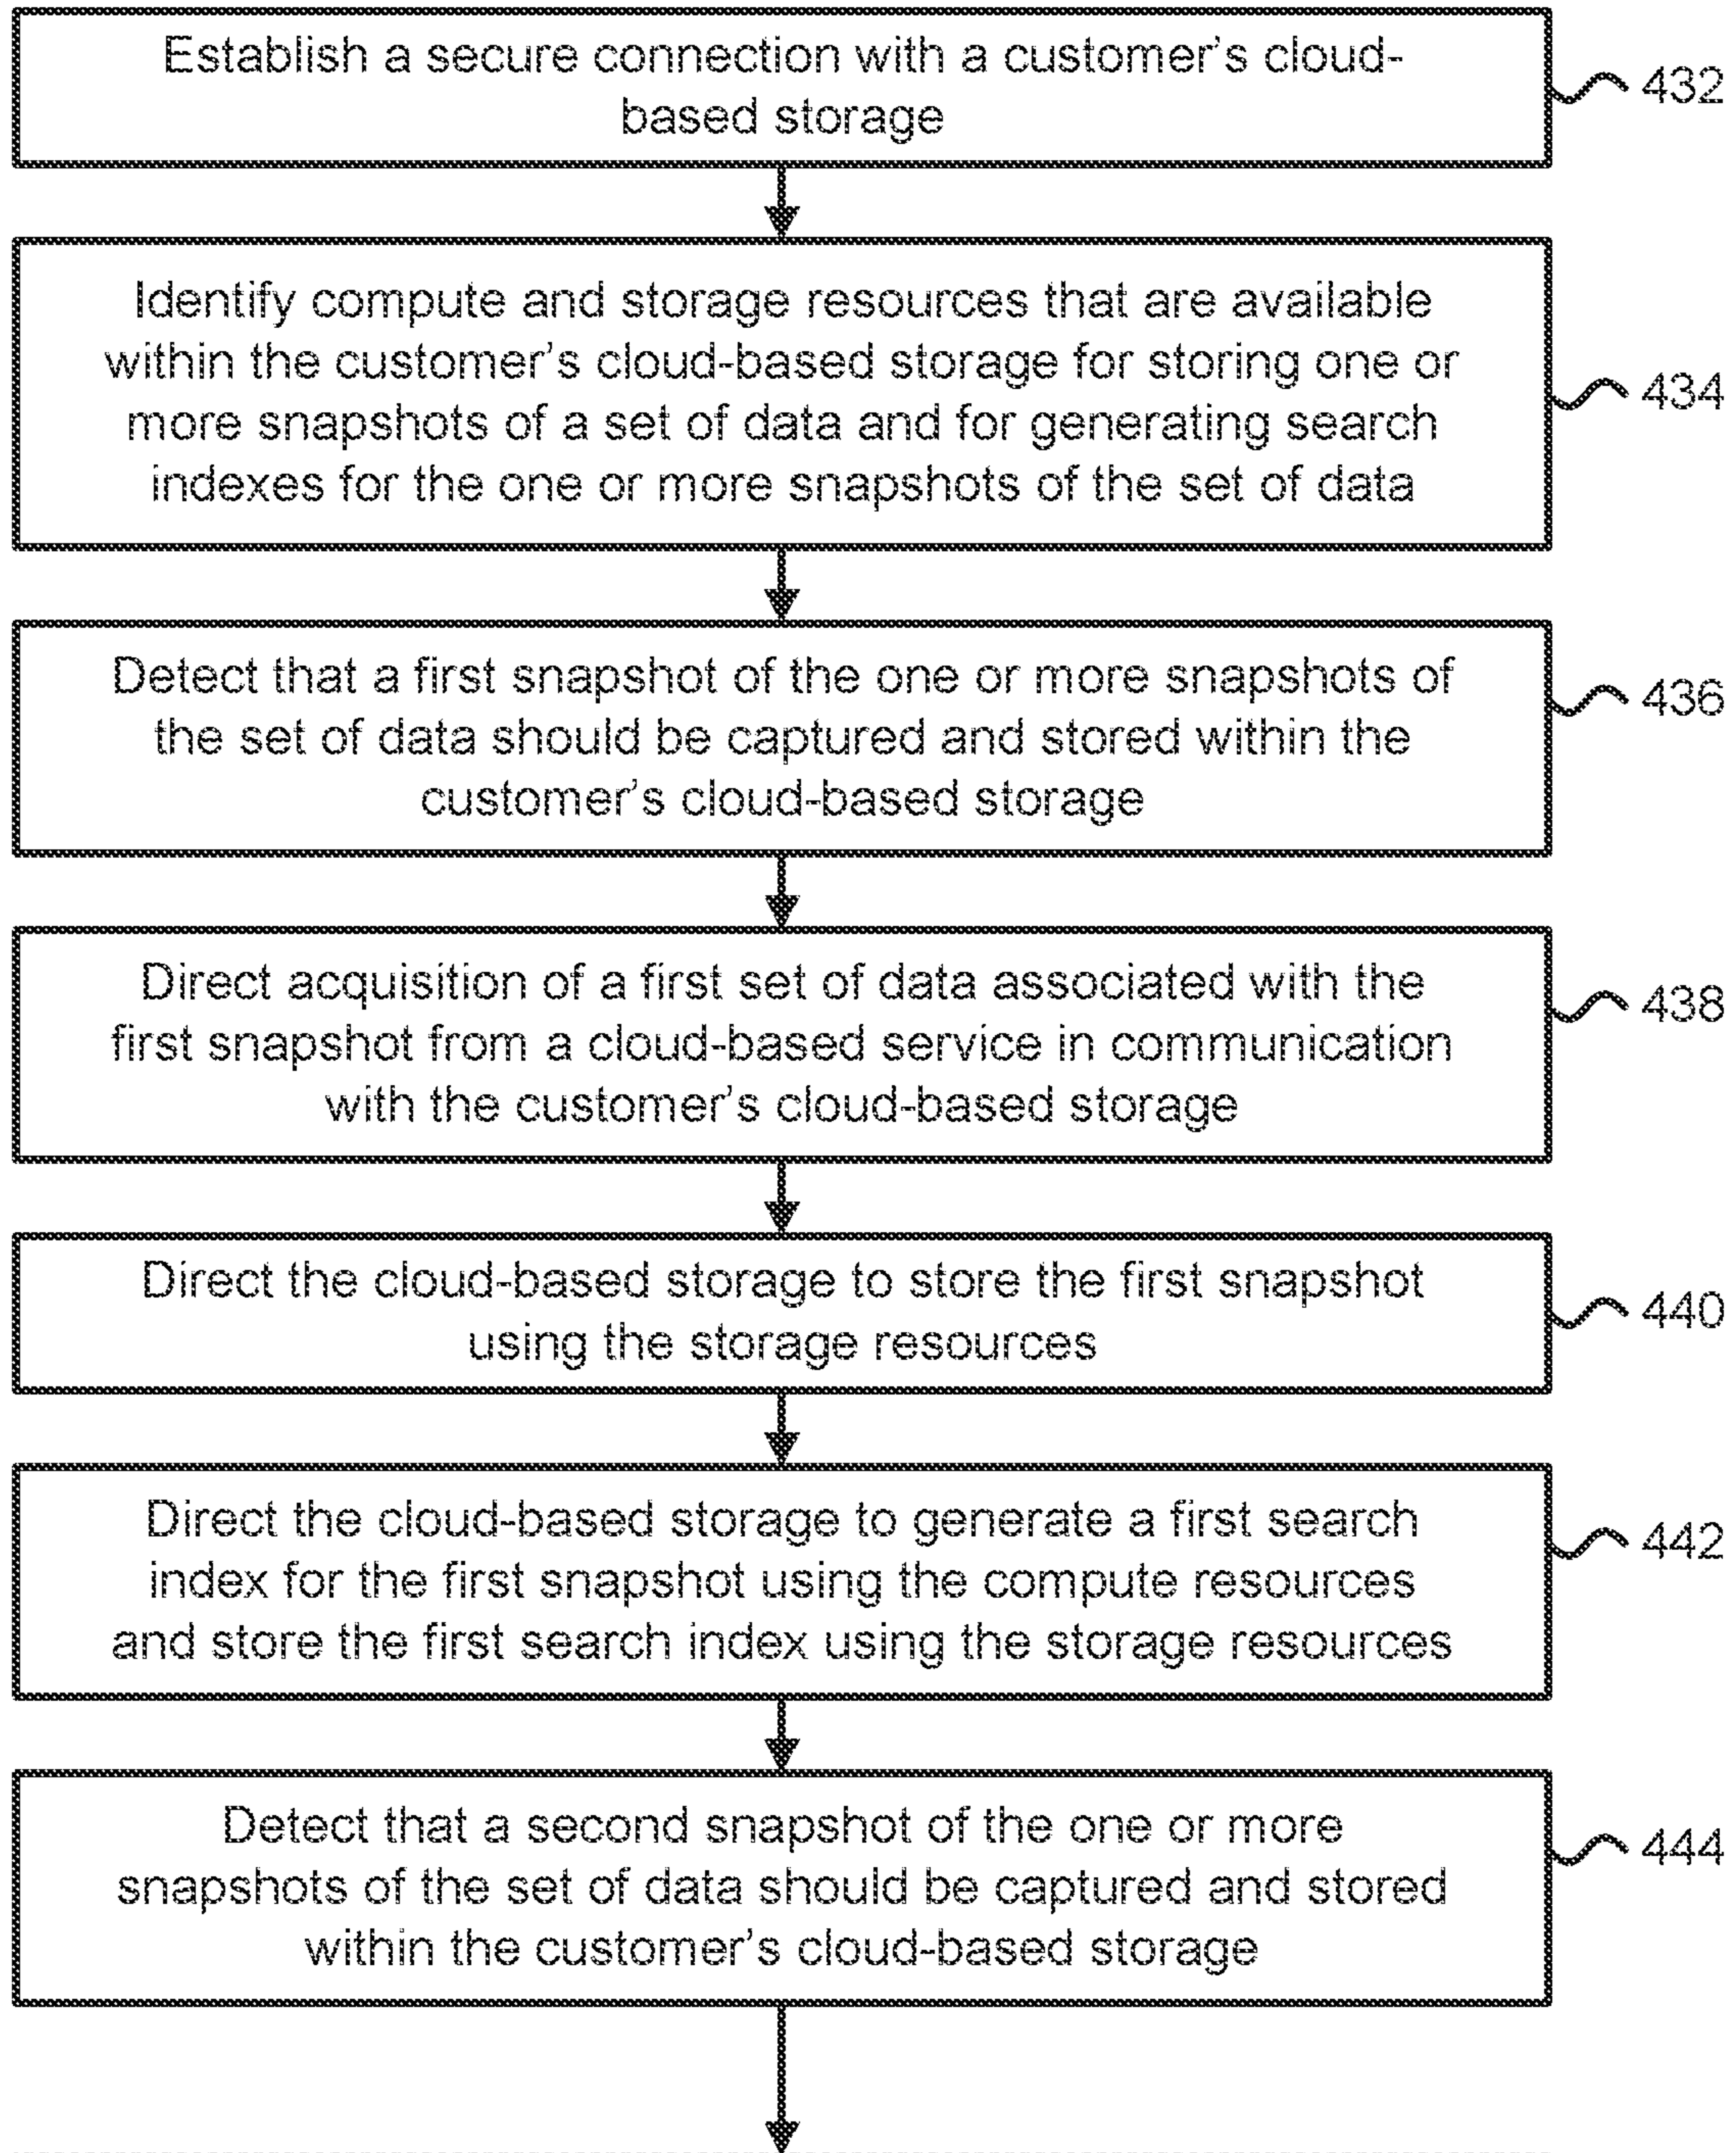 Establish a secure connection with a customer's cloud-
based storage
432
Identify compute and storage resources that are available
within the customer's cloud-based storage for storing one or
more snapshots of a set of data and for generating search
indexes for the one or more snapshots of the set of data
434
Detect that a first snapshot of the one or more snapshots of
the set of data should be captured and stored within the
customer's cloud-based storage
436
Direct acquisition of a first set of data associated with the
first snapshot from a cloud-based service in communication
with the customer's cloud-based storage
438
Direct the cloud-based storage to store the first snapshot
using the storage resources
440
Direct the cloud-based storage to generate a first search
index for the first snapshot using the compute resources
and store the first search index using the storage resources
442
Detect that a second snapshot of the one or more
snapshots of the set of data should be captured and stored
within the customer's cloud-based storage
444